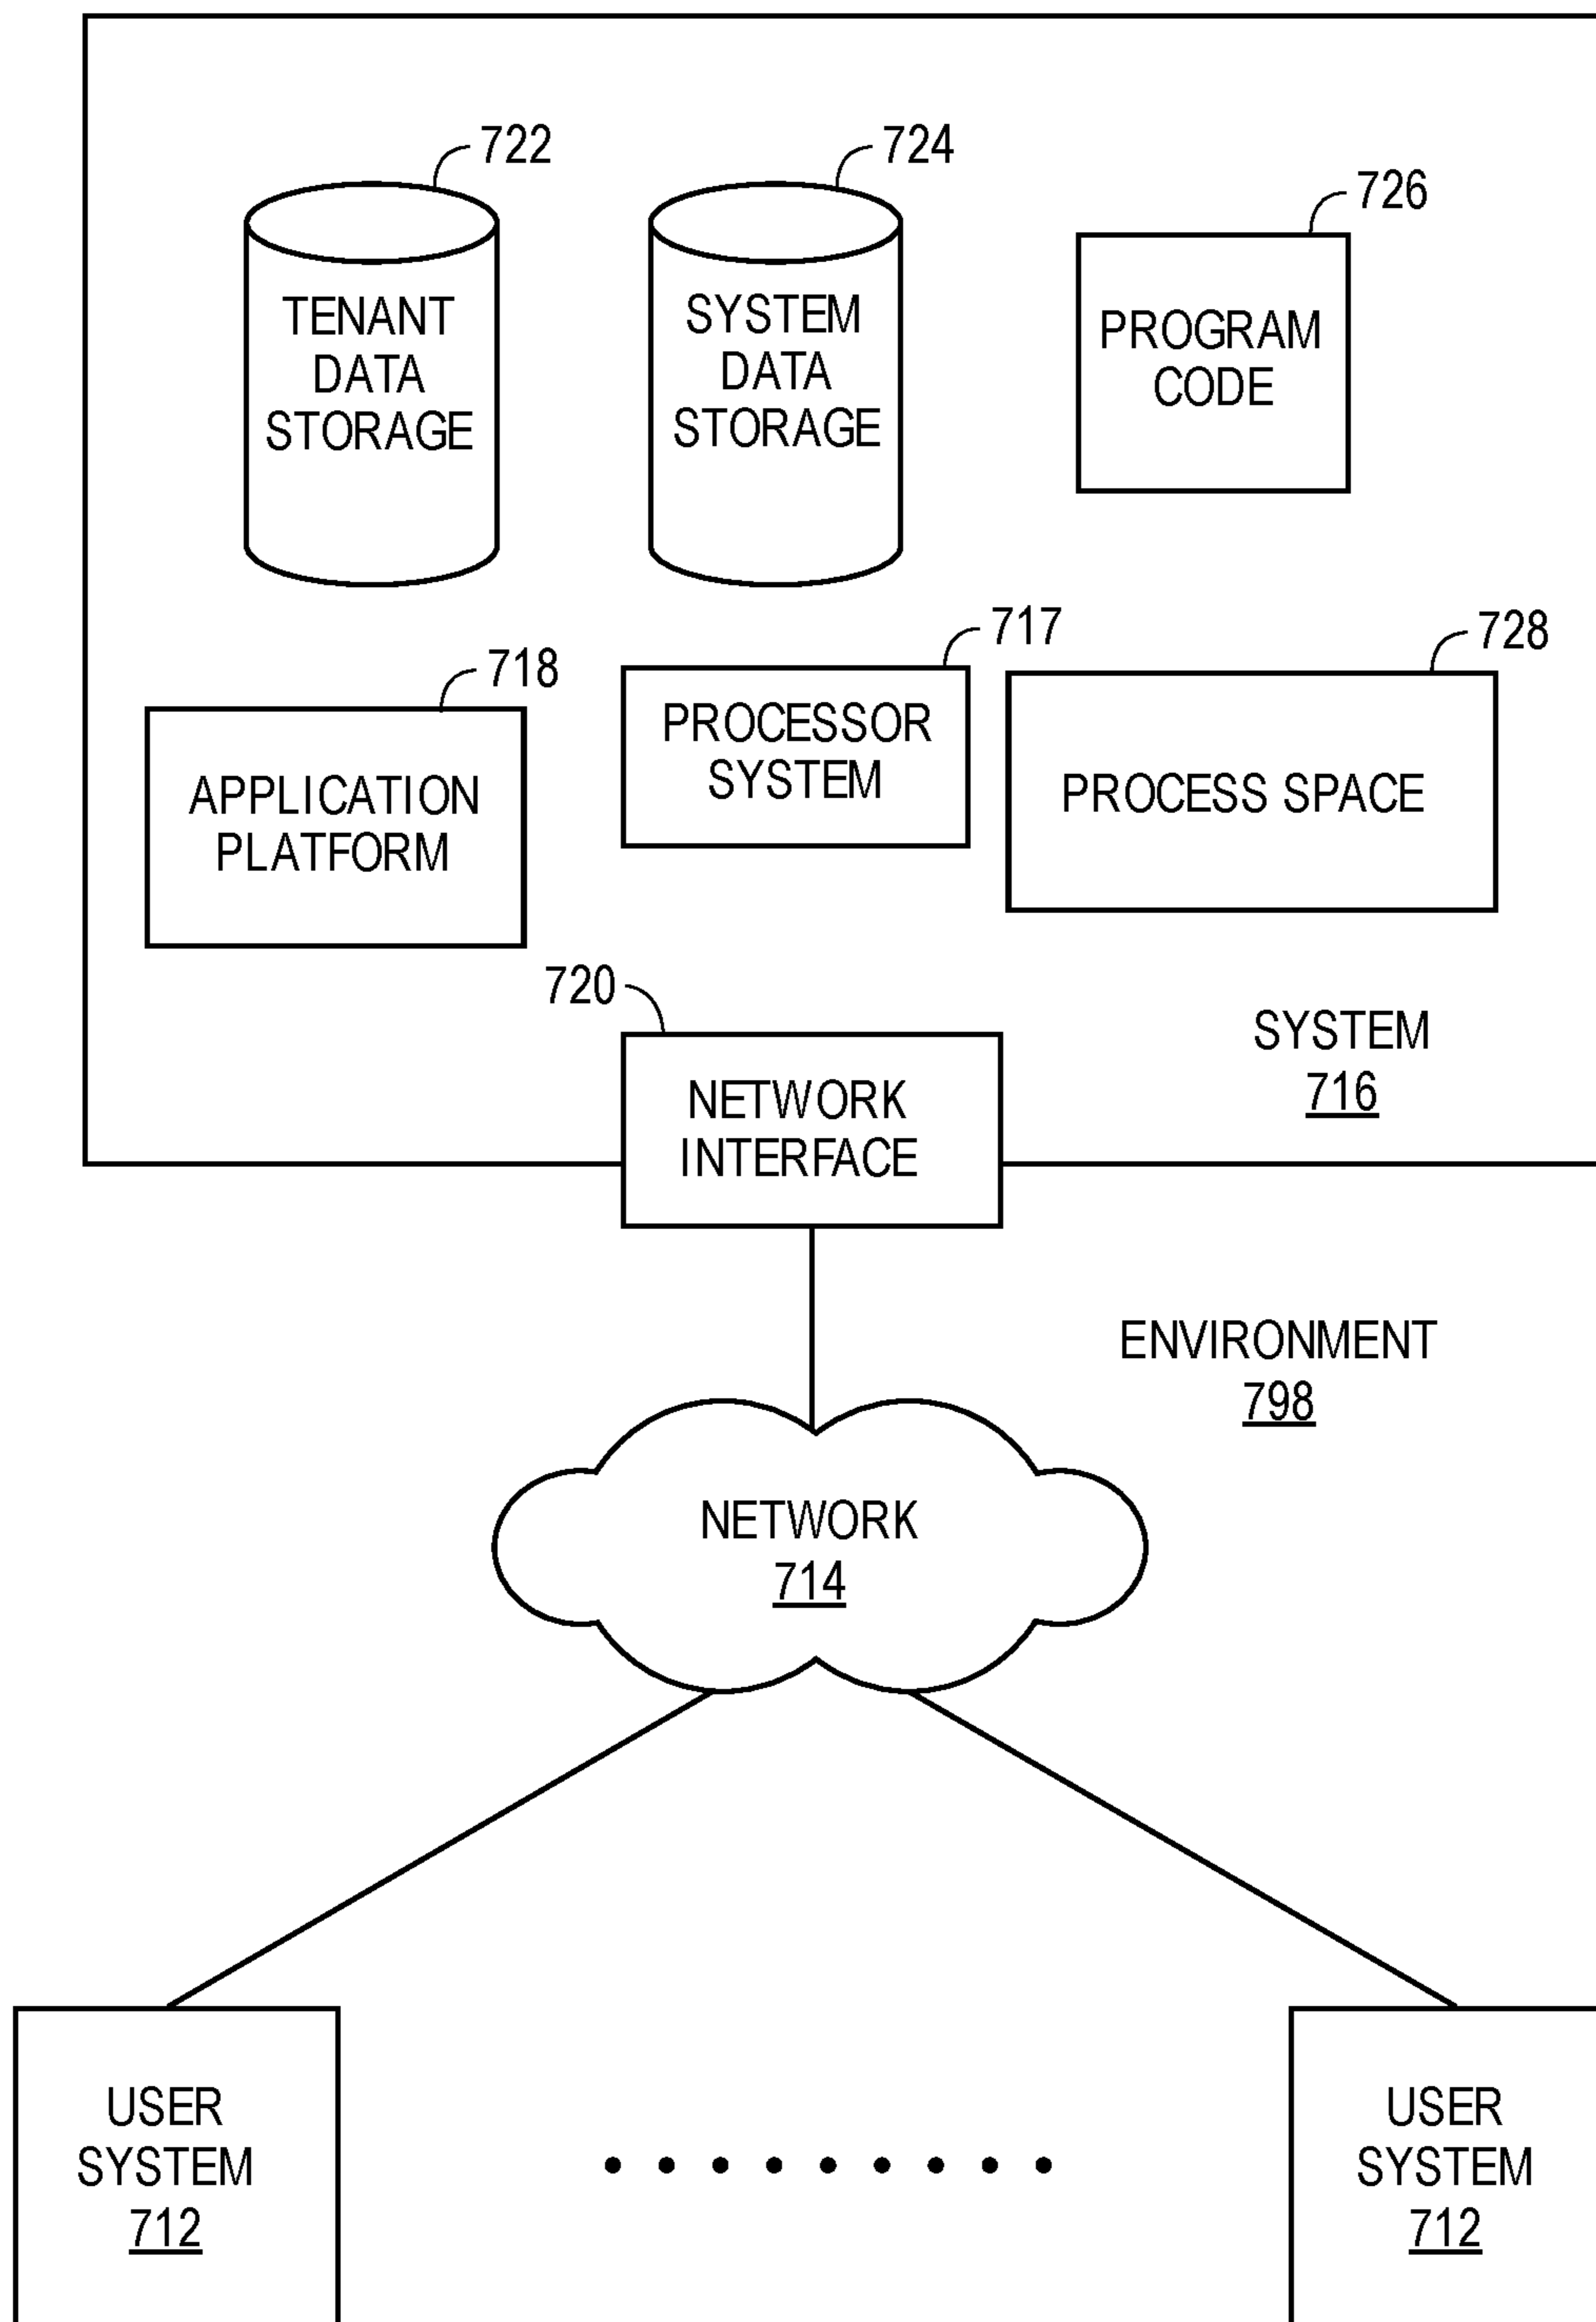 722
724
726
TENANT
DATA
STORAGE
SYSTEM
DATA
STORAGE
PROGRAM
CODE
718
717
728
APPLICATION
PLATFORM
PROCESSOR
SYSTEM
PROCESS SPACE
720
NETWORK
INTERFACE
SYSTEM
716
ENVIRONMENT
798
NETWORK
714
USER
SYSTEM
712
USER
SYSTEM
712